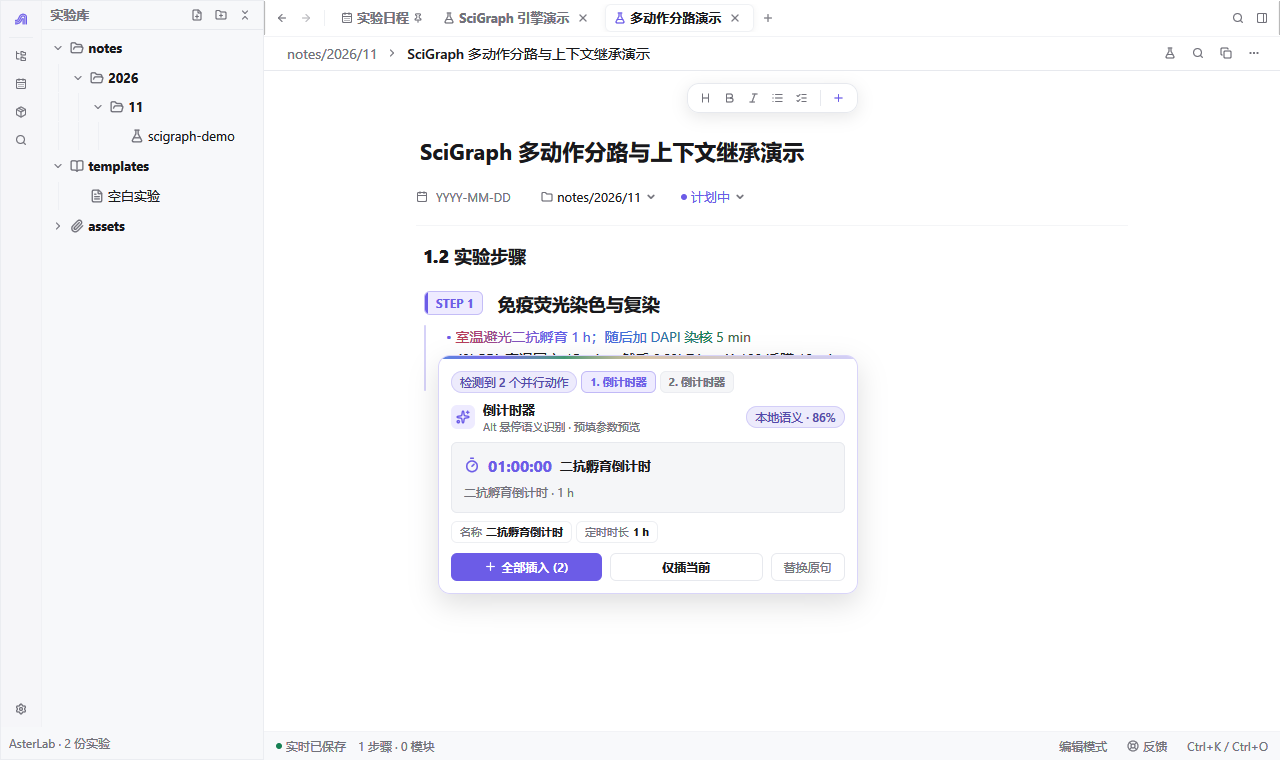 实验库
notes
2026
11
scigraph-demo
templates
空白实验
assets
AsterLab · 2 份实验
实验日程
SciGraph 引擎演示
多动作分路演示
notes/2026/11
SciGraph 多动作分路与上下文继承演示
H B I
SciGraph 多动作分路与上下文继承演示
YYYY-MM-DD notes/2026/11 计划中
1.2 实验步骤
STEP 1 免疫荧光染色与复染
• 室温避光二抗孵育 1 h；随后加 DAPI 染核 5 min
检测到 2 个并行动作 1. 倒计时器 2. 倒计时器
倒计时器
Alt 悬停语义识别 · 预填参数预览
本地语义 · 86%
01:00:00 二抗孵育倒计时
二抗孵育倒计时 · 1 h
名称 二抗孵育倒计时 定时时长 1 h
全部插入 (2) 仅插当前 替换原句
实时已保存 1 步骤 · 0 模块
编辑模式 反馈 Ctrl+K / Ctrl+O